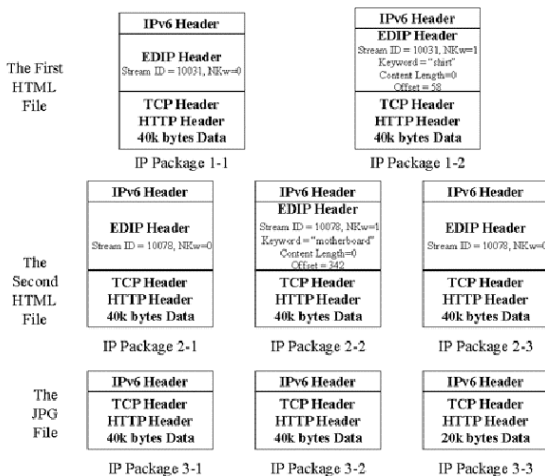 The First
HTML
File
IPv6 Header
EDIP Header
Stream ID = 10031, NKw=0
TCP Header
HTTP Header
40k bytes Data
IP Package 1-1
IPv6 Header
EDIP Header
Stream ID = 10031, NKw=1
Keyword = "shirt"
Content Length=0
Offset = 58
TCP Header
HTTP Header
40k bytes Data
IP Package 1-2
The
Second
HTML
File
IPv6 Header
EDIP Header
Stream ID = 10078, NKw=0
TCP Header
HTTP Header
40k bytes Data
IP Package 2-1
IPv6 Header
EDIP Header
Stream ID = 10078, NKw=1
Keyword = "motherboard"
Content Length=0
Offset = 342
TCP Header
HTTP Header
40k bytes Data
IP Package 2-2
IPv6 Header
EDIP Header
Stream ID = 10078, NKw=0
TCP Header
HTTP Header
40k bytes Data
IP Package 2-3
The
JPG
File
IPv6 Header
TCP Header
HTTP Header
40k bytes Data
IP Package 3-1
IPv6 Header
TCP Header
HTTP Header
40k bytes Data
IP Package 3-2
IPv6 Header
TCP Header
HTTP Header
20k bytes Data
IP Package 3-3